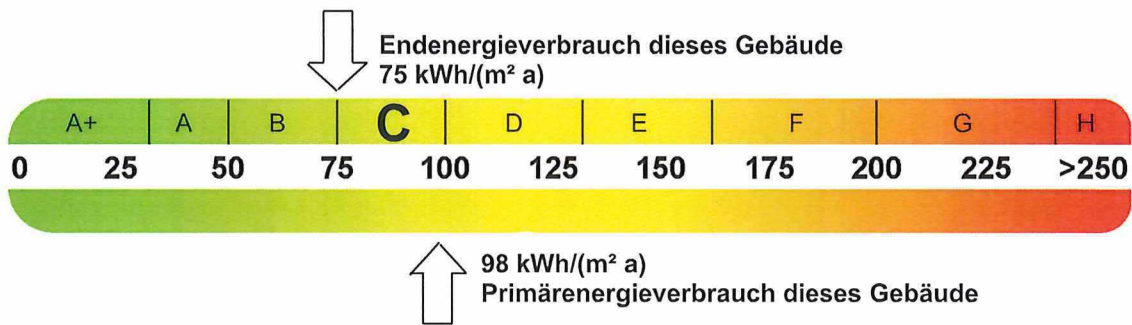 Endenergieverbrauch dieses Gebäude
75 kWh/(m² a)
A+ A B C D E F G H
0 25 50 75 100 125 150 175 200 225 >250
98 kWh/(m² a)
Primärenergieverbrauch dieses Gebäude